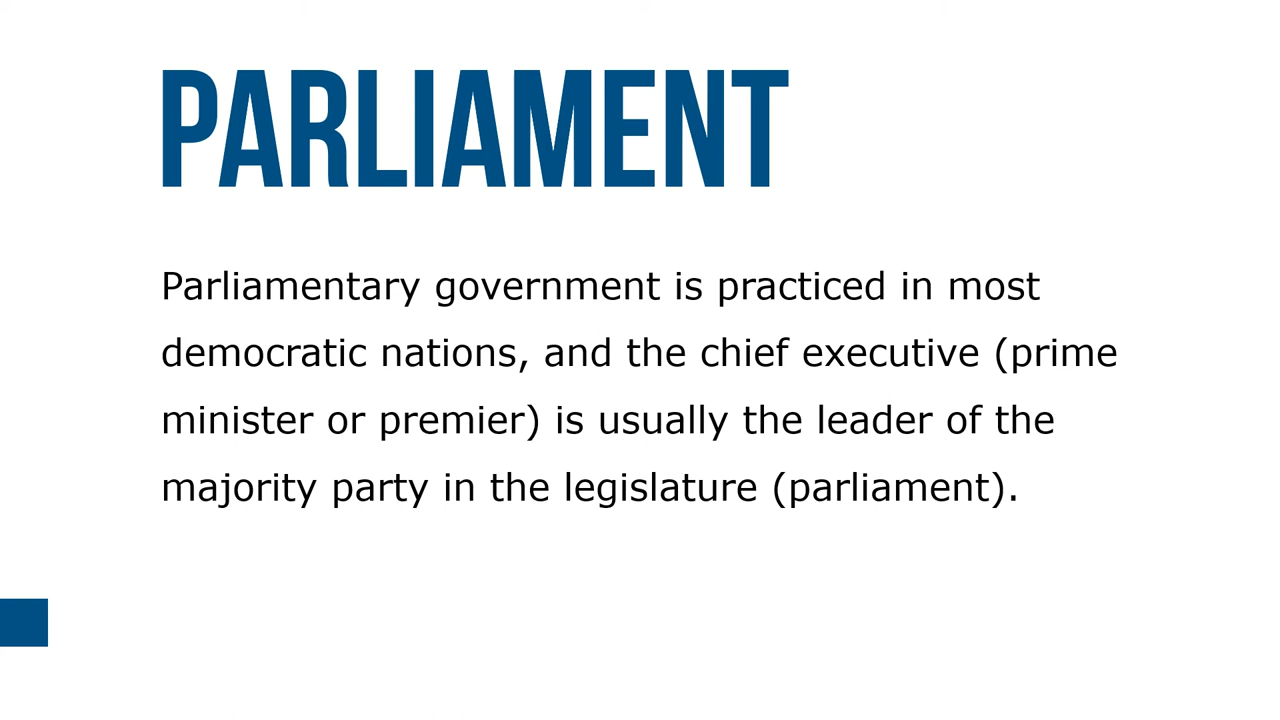 PARLIAMENT
Parliamentary government is practiced in most
democratic nations, and the chief executive (prime
minister or premier) is usually the leader of the
majority party in the legislature (parliament).